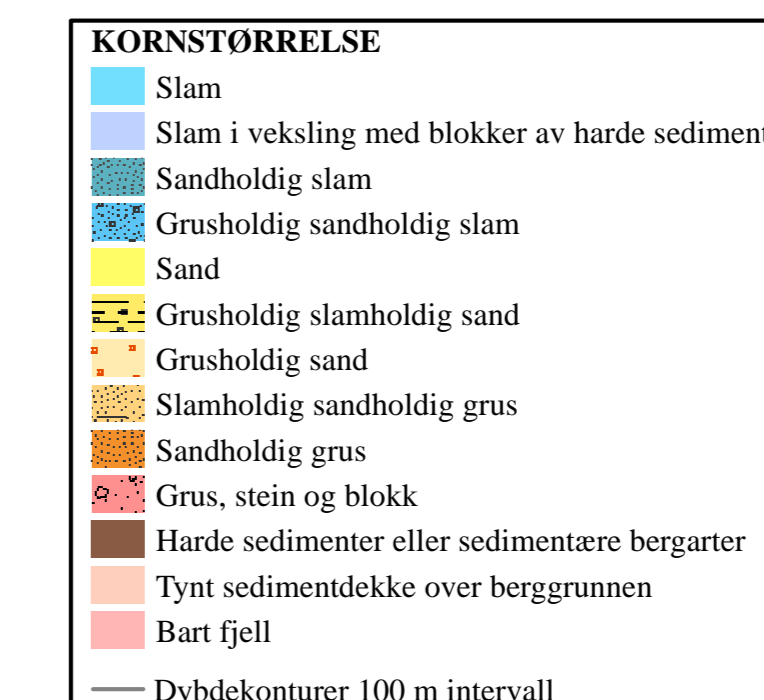 KORNSTØRRELSE
Slam
Slam i veksling med blokker av harde sediment
Sandholdig slam
Grusholdig sandholdig slam
Sand
Grusholdig slamholdig sand
Grusholdig sand
Slamholdig sandholdig grus
Sandholdig grus
Grus, stein og blokk
Harde sedimenter eller sedimentære bergarter
Tynt sedimentdekke over berggrunnen
Bart fjell
Dybdekonturer 100 m intervall